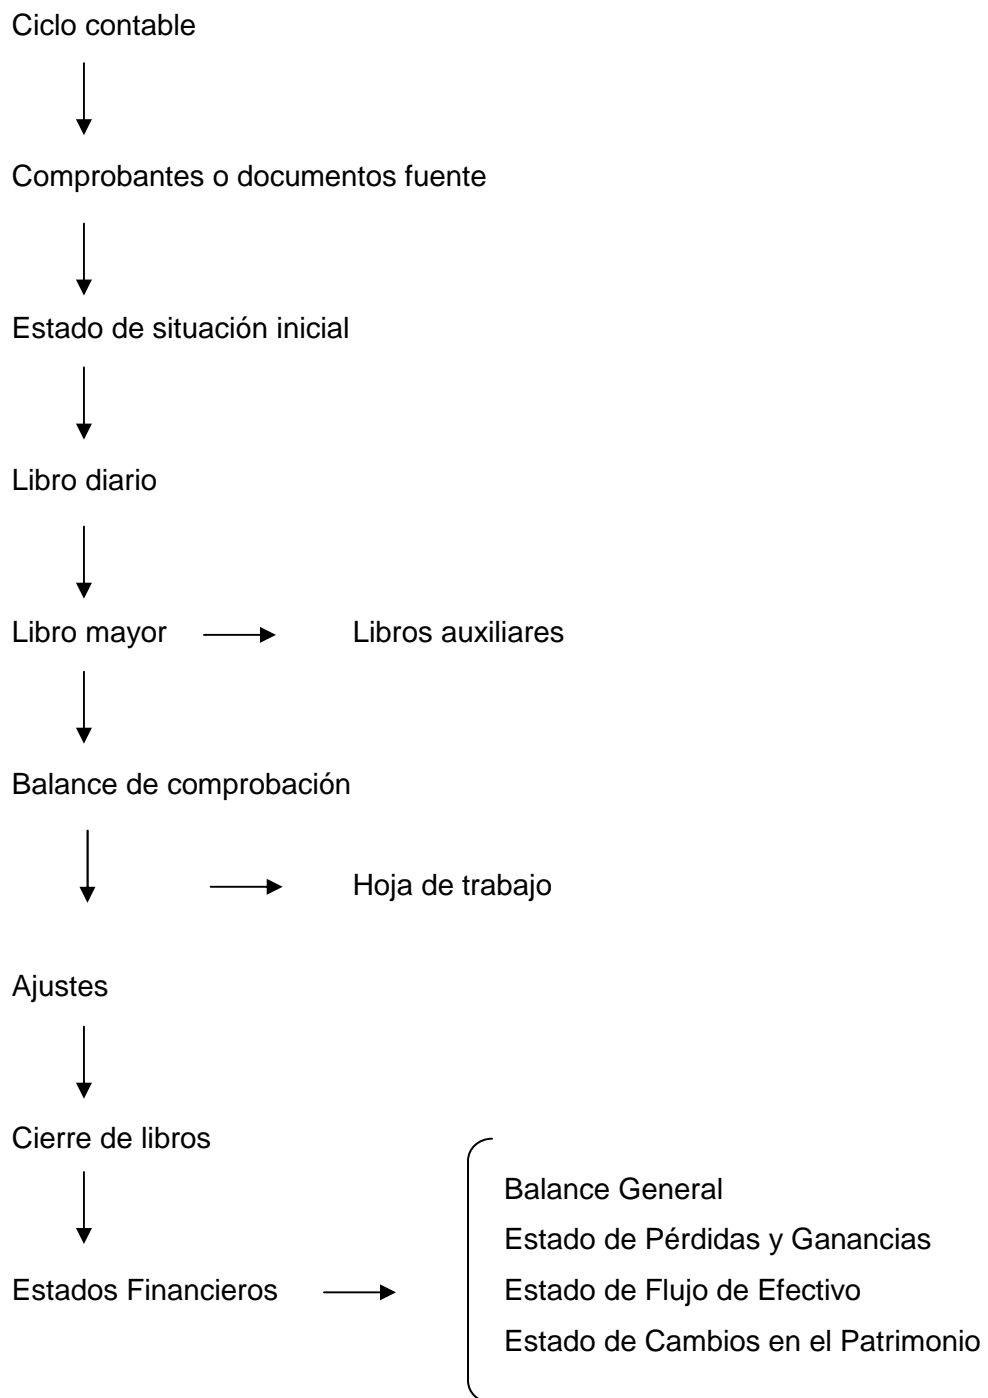 Ciclo contable
Comprobantes o documentos fuente
Estado de situación inicial
Libro diario
Libro mayor
Libros auxiliares
Balance de comprobación
Hoja de trabajo
Ajustes
Cierre de libros
Estados Financieros
Balance General
Estado de Pérdidas y Ganancias
Estado de Flujo de Efectivo
Estado de Cambios en el Patrimonio